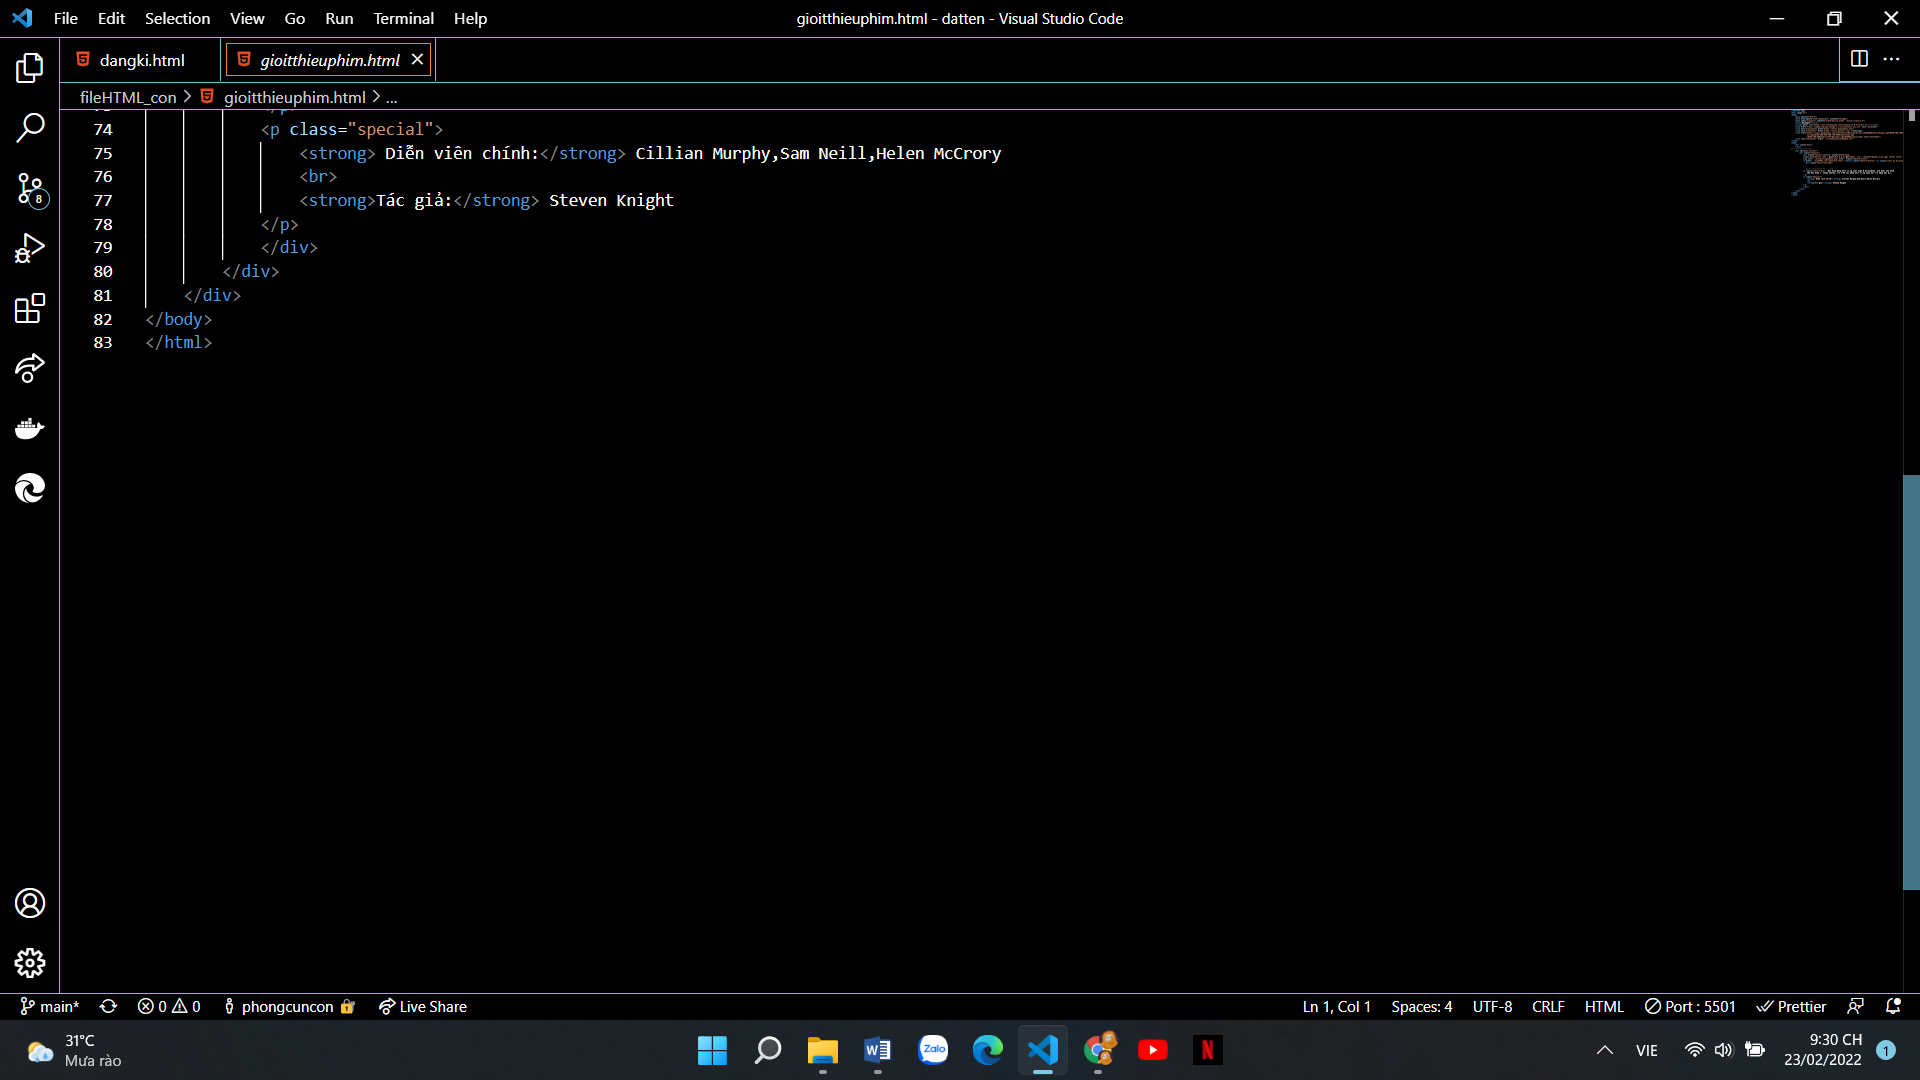 File Edit Selection View Go Run Terminal Help
gioitthieuphim.html - datten - Visual Studio Code
dangki.html
gioitthieuphim.html
fileHTML_con > gioitthieuphim.html > ...
74 <p class="special">
75 <strong> Diễn viên chính:</strong> Cillian Murphy,Sam Neill,Helen McCrory
76 <br>
77 <strong>Tác giả:</strong> Steven Knight
78 </p>
79 </div>
80 </div>
81 </div>
82 </body>
83 </html>
8
main* 0 0 phongcuncon Live Share
Ln 1, Col 1 Spaces: 4 UTF-8 CRLF HTML Port : 5501 Prettier
31°C
Mưa rào
Zalo
VIE
9:30 CH
23/02/2022
1